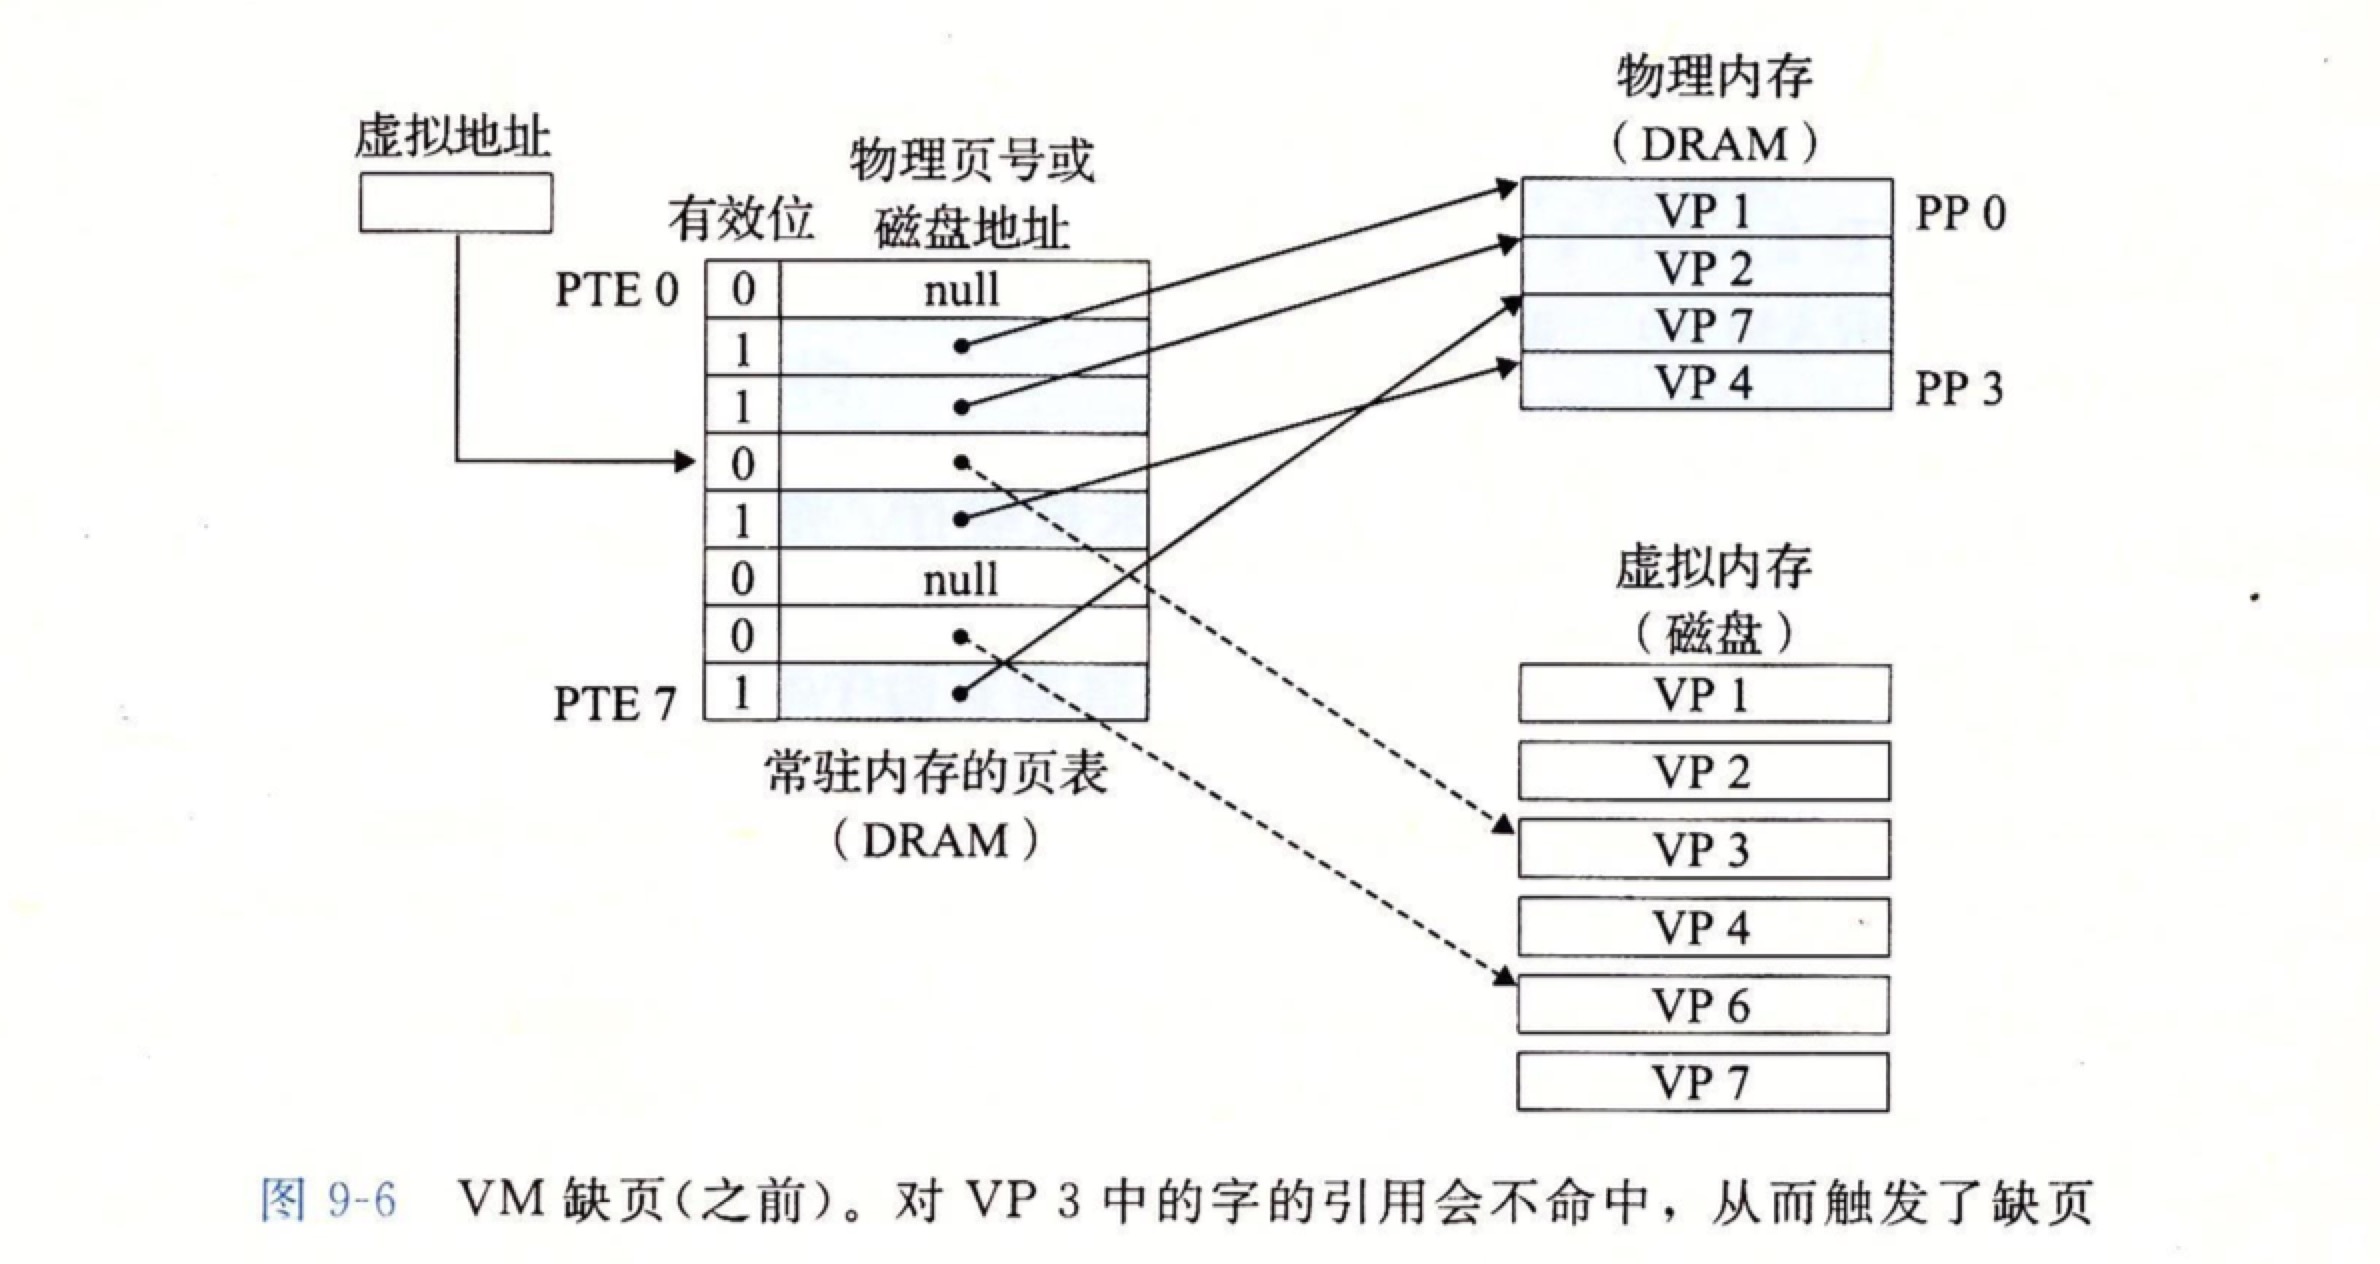 虚拟地址
有效位
物理页号或
磁盘地址
PTE 0
0
null
1
1
0
1
0
null
0
PTE 7
1
常驻内存的页表
（DRAM）
物理内存
（DRAM）
VP 1
PP 0
VP 2
VP 7
VP 4
PP 3
虚拟内存
（磁盘）
VP 1
VP 2
VP 3
VP 4
VP 6
VP 7
图 9-6 VM 缺页(之前)。对 VP 3 中的字的引用会不命中，从而触发了缺页